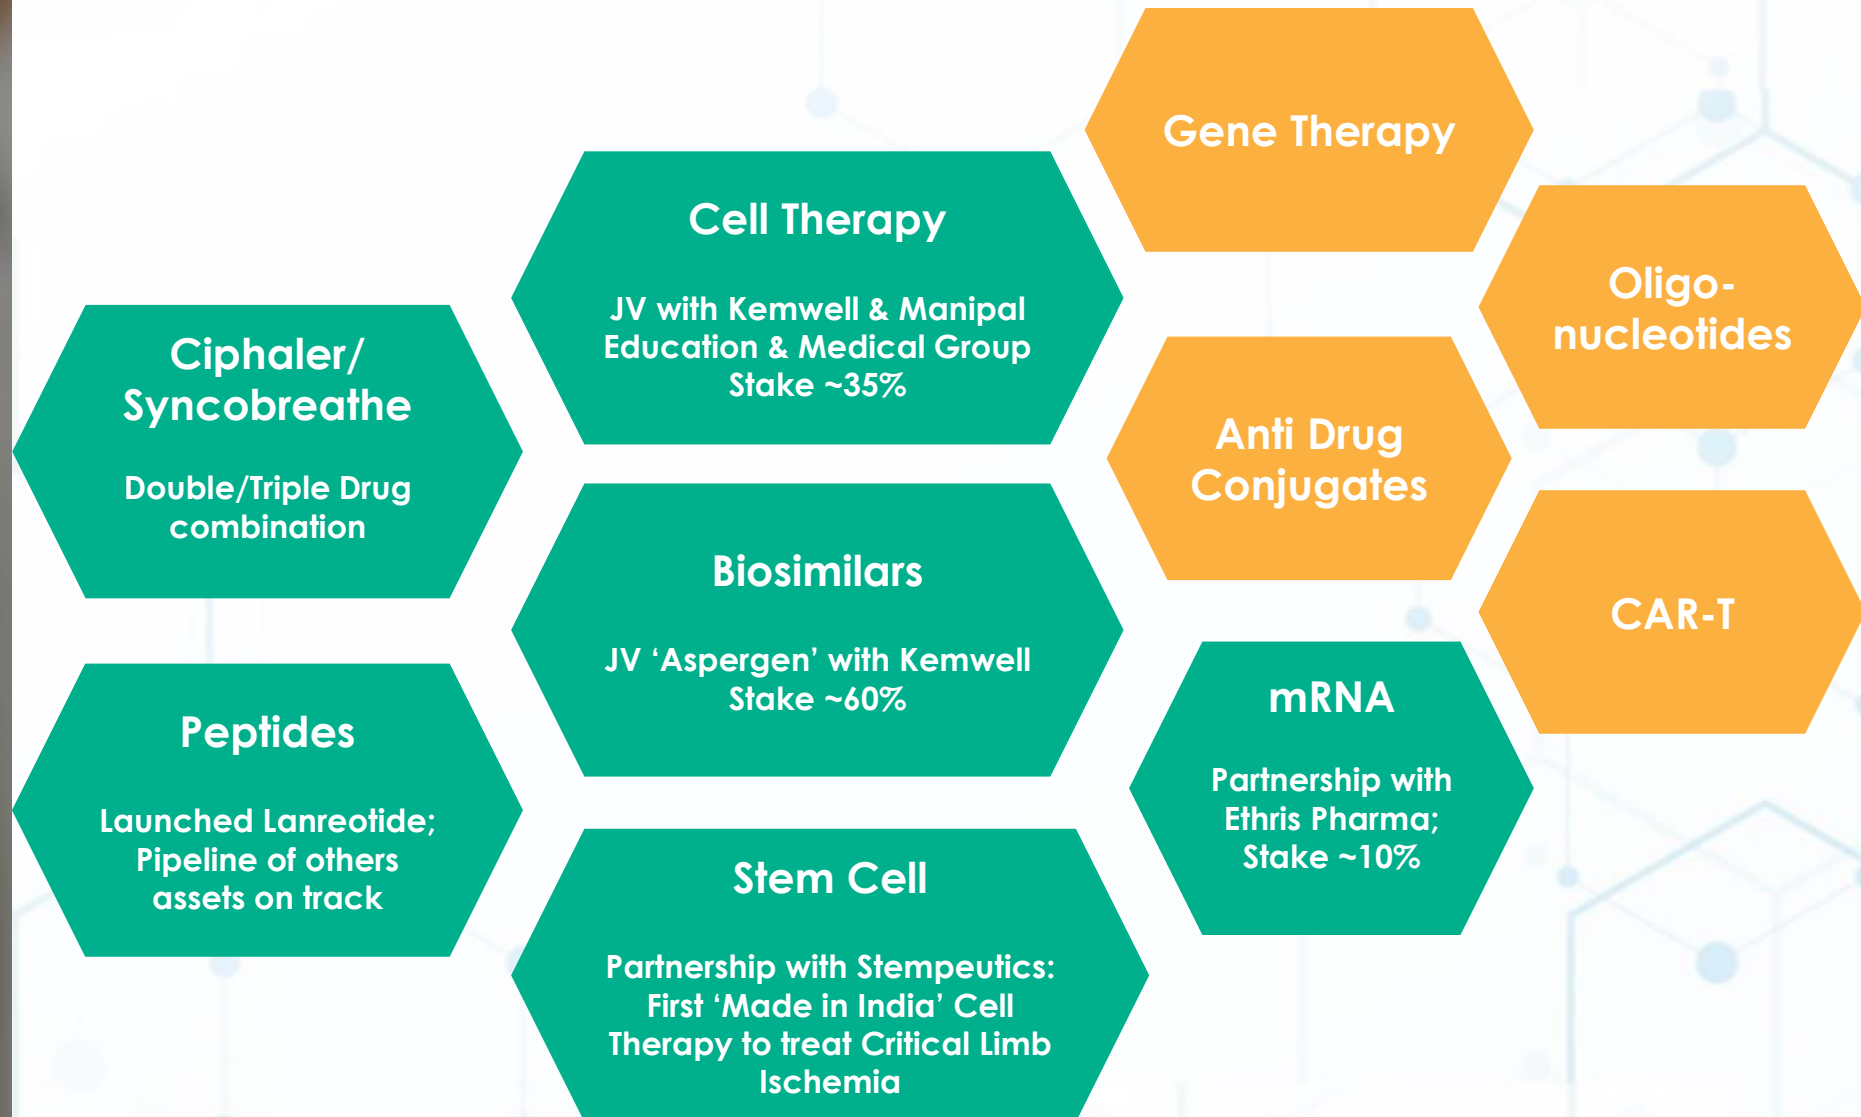 Gene Therapy
Cell Therapy
JV with Kemwell & Manipal
Education & Medical Group
Stake ~35%
Oligo-
nucleotides
Ciphaler/
Syncobreathe
Double/Triple Drug
combination
Anti Drug
Conjugates
Biosimilars
JV ‘Aspergen’ with Kemwell
Stake ~60%
CAR-T
Peptides
Launched Lanreotide;
Pipeline of others
assets on track
mRNA
Partnership with
Ethris Pharma;
Stake ~10%
Stem Cell
Partnership with Stempeutics:
First ‘Made in India’ Cell
Therapy to treat Critical Limb
Ischemia